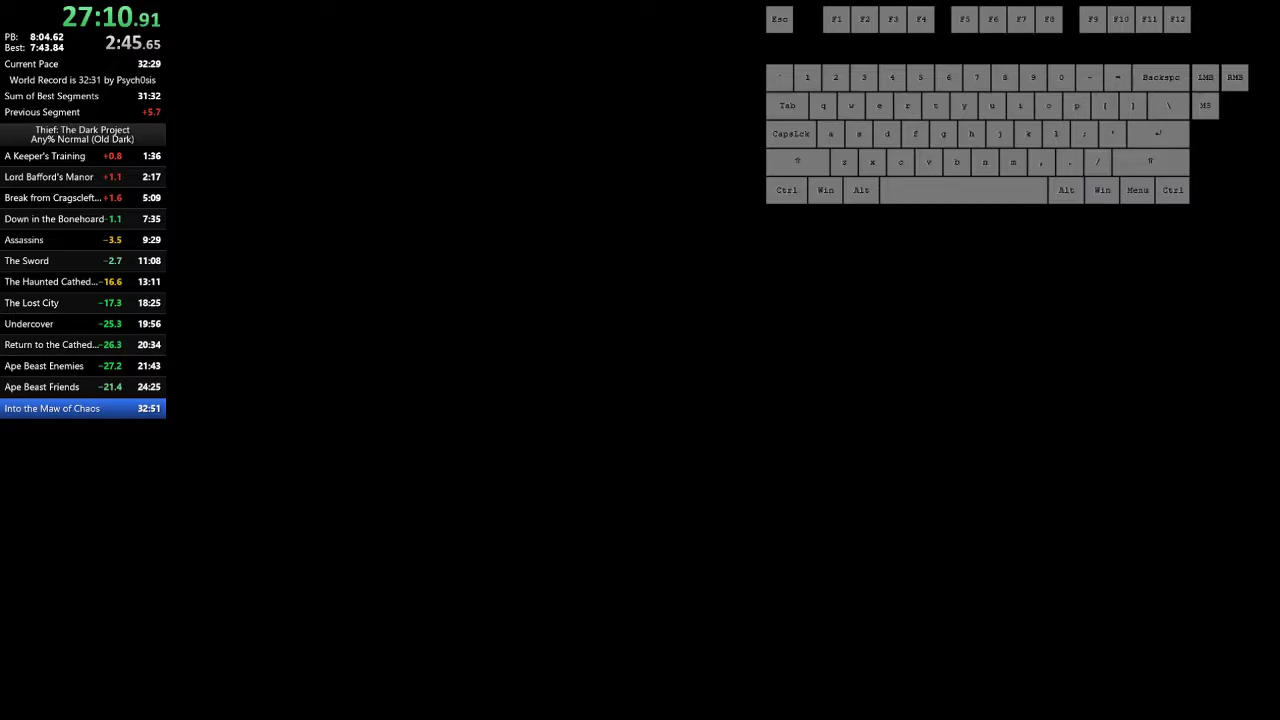 27:10.91
PB: 8:04.62
Best: 7:43.84
2:45.65
Current Pace 32:29
World Record is 32:31 by Psych0sis
Sum of Best Segments 31:32
Previous Segment +5.7
Thief: The Dark Project
Any% Normal (Old Dark)
A Keeper's Training +0.8 1:36
Lord Bafford's Manor +1.1 2:17
Break from Cragscleft... +1.6 5:09
Down in the Bonehoard −1.1 7:35
Assassins −3.5 9:29
The Sword −2.7 11:08
The Haunted Cathed... −16.6 13:11
The Lost City −17.3 18:25
Undercover −25.3 19:56
Return to the Cathed... −26.3 20:34
Ape Beast Enemies −27.2 21:43
Ape Beast Friends −21.4 24:25
Into the Maw of Chaos 32:51
Esc F1 F2 F3 F4 F5 F6 F7 F8 F9 F10 F11 F12
` 1 2 3 4 5 6 7 8 9 0 - = Backspc LMB RMB
Tab q w e r t y u i o p [ ] \ M5
CapsLck a s d f g h j k l ; ' ↵
⇧ z x c v b n m , . / ⇧
Ctrl Win Alt Alt Win Menu Ctrl